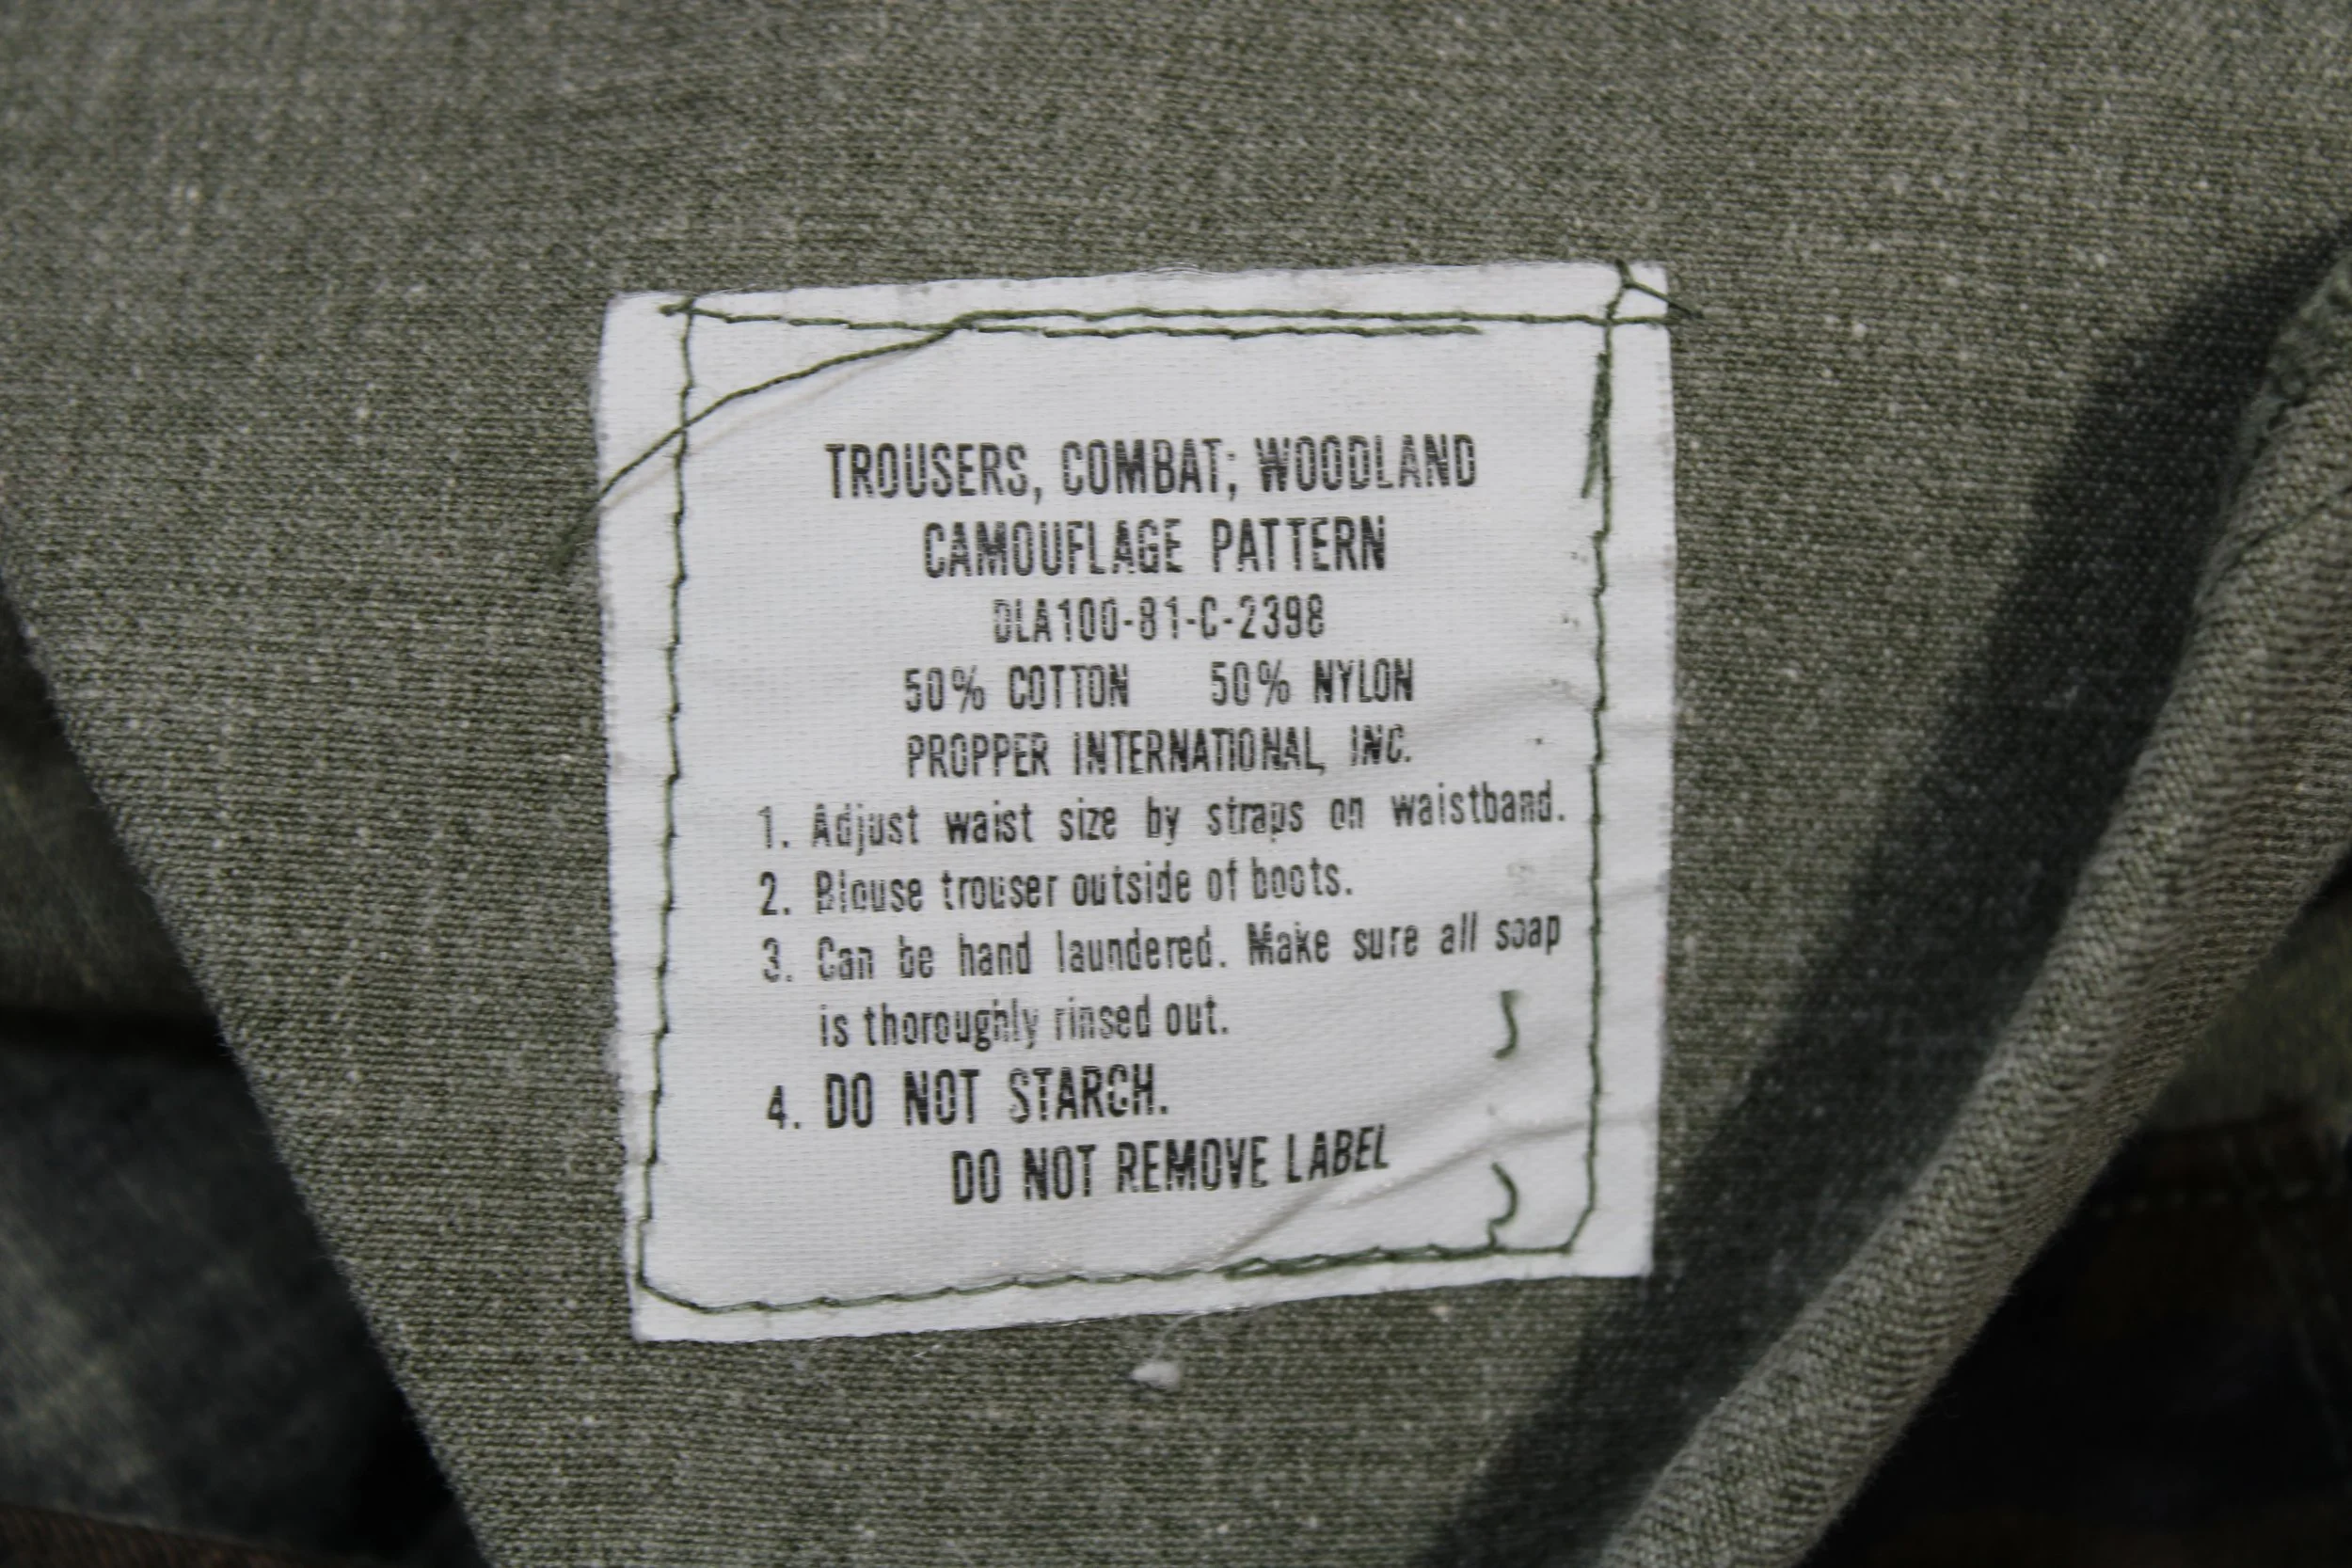 TROUSERS, COMBAT; WOODLAND
CAMOUFLAGE PATTERN
DLA100-81-C-2398
50% COTTON 50% NYLON
PROPPER INTERNATIONAL, INC.
1. Adjust waist size by straps on waistband.
2. Blouse trouser outside of boots.
3. Can be hand laundered. Make sure all soap
is thoroughly rinsed out.
4. DO NOT STARCH.
DO NOT REMOVE LABEL